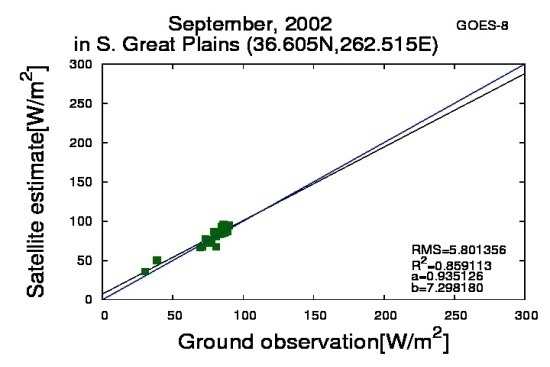 September, 2002
GOES-8
in S. Great Plains (36.605N,262.515E)
Satellite estimate[W/m²]
300
250
200
150
100
50
0
RMS=5.801356
R²=0.859113
a=0.935126
b=7.298180
0 50 100 150 200 250 300
Ground observation[W/m²]